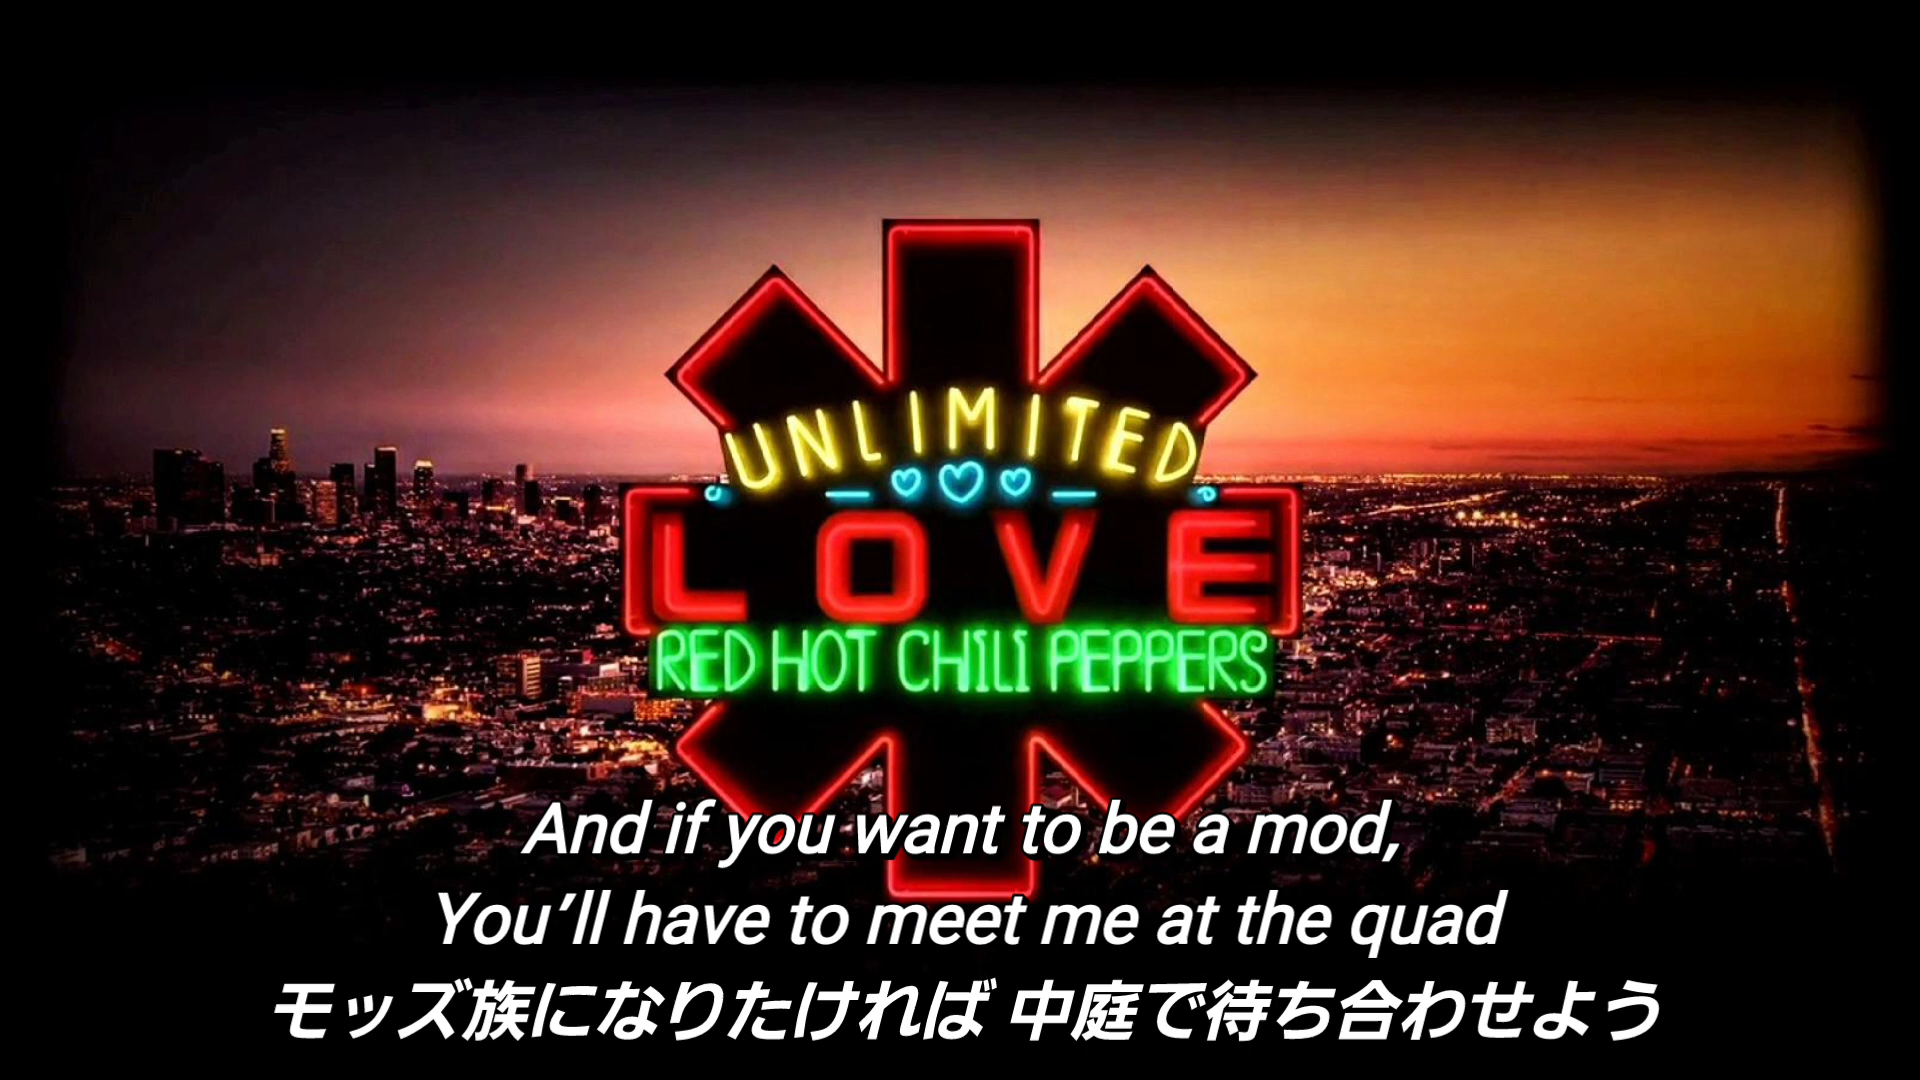 UNLIMITED
LOVE
RED HOT CHILI PEPPERS
And if you want to be a mod,
You’ll have to meet me at the quad
モッズ族になりたければ 中庭で待ち合わせよう